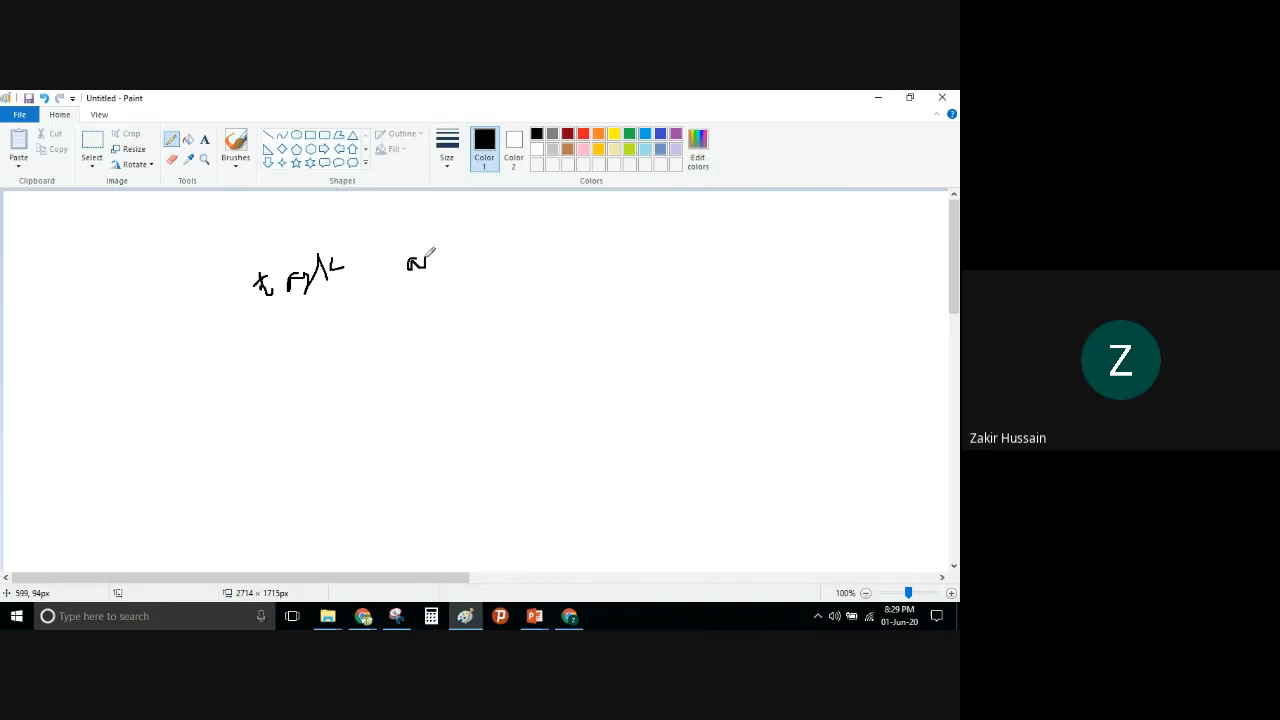 Untitled - Paint
File Home View
Paste
Cut
Copy
Clipboard
Select
Crop
Resize
Rotate
Image
Tools
Brushes
Shapes
Outline
Fill
Size
Color 1
Color 2
Edit colors
Colors
Z
Zakir Hussain
599, 94px
2714 × 1715px
100%
Type here to search
8:29 PM
01-Jun-20